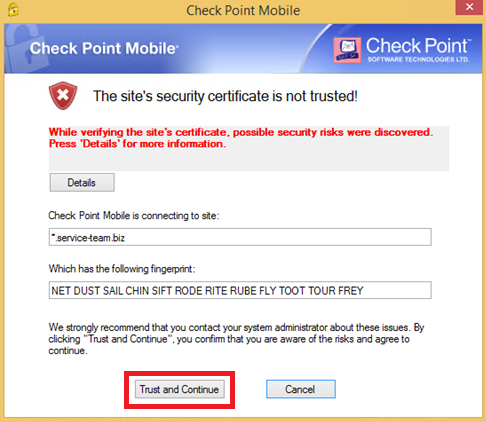 Check Point Mobile
Check Point Mobile
Check Point
SOFTWARE TECHNOLOGIES LTD.
The site's security certificate is not trusted!
While verifying the site's certificate, possible security risks were discovered.
Press 'Details' for more information.
Details
Check Point Mobile is connecting to site:
*.service-team.biz
Which has the following fingerprint:
NET DUST SAIL CHIN SIFT RODE RITE RUBE FLY TOOT TOUR FREY
We strongly recommend that you contact your system administrator about these issues. By
clicking "Trust and Continue", you confirm that you are aware of the risks and agree to
continue.
Trust and Continue
Cancel